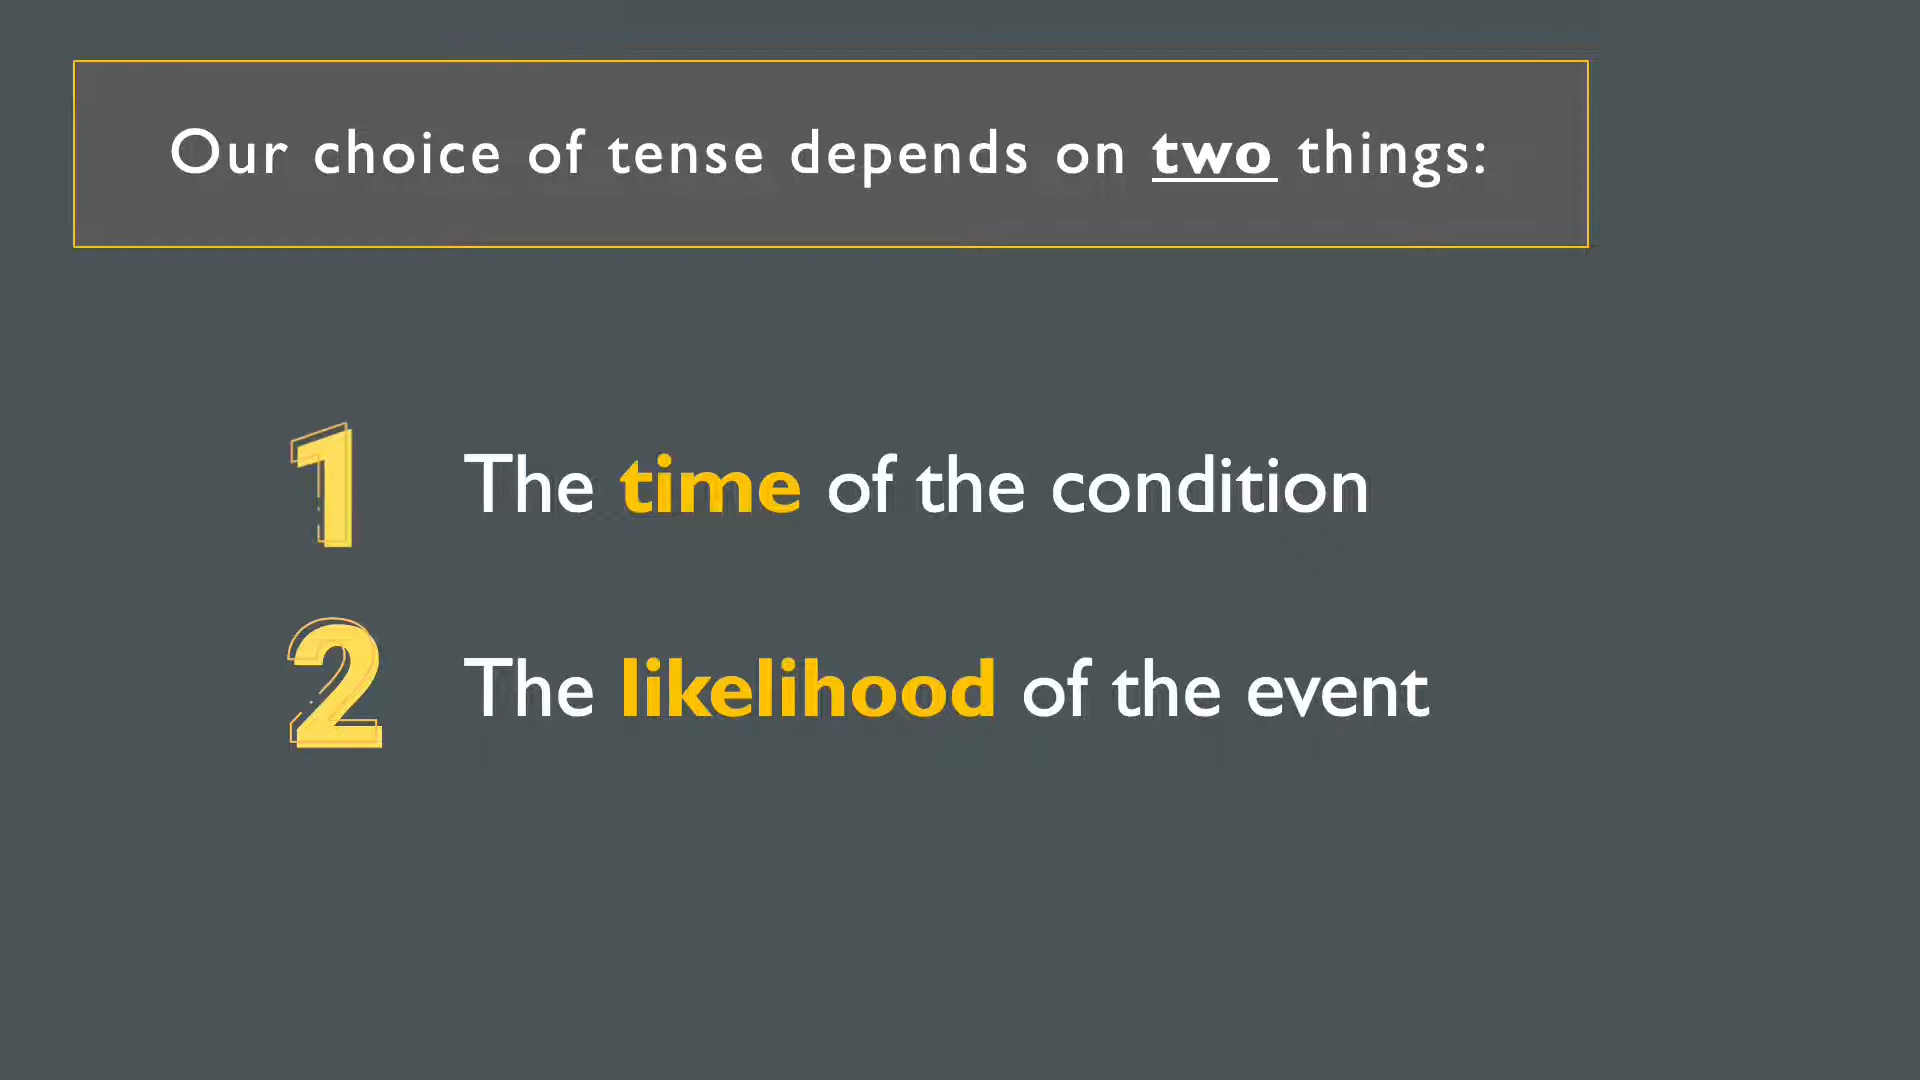 Our choice of tense depends on two things:
1 The time of the condition
2 The likelihood of the event